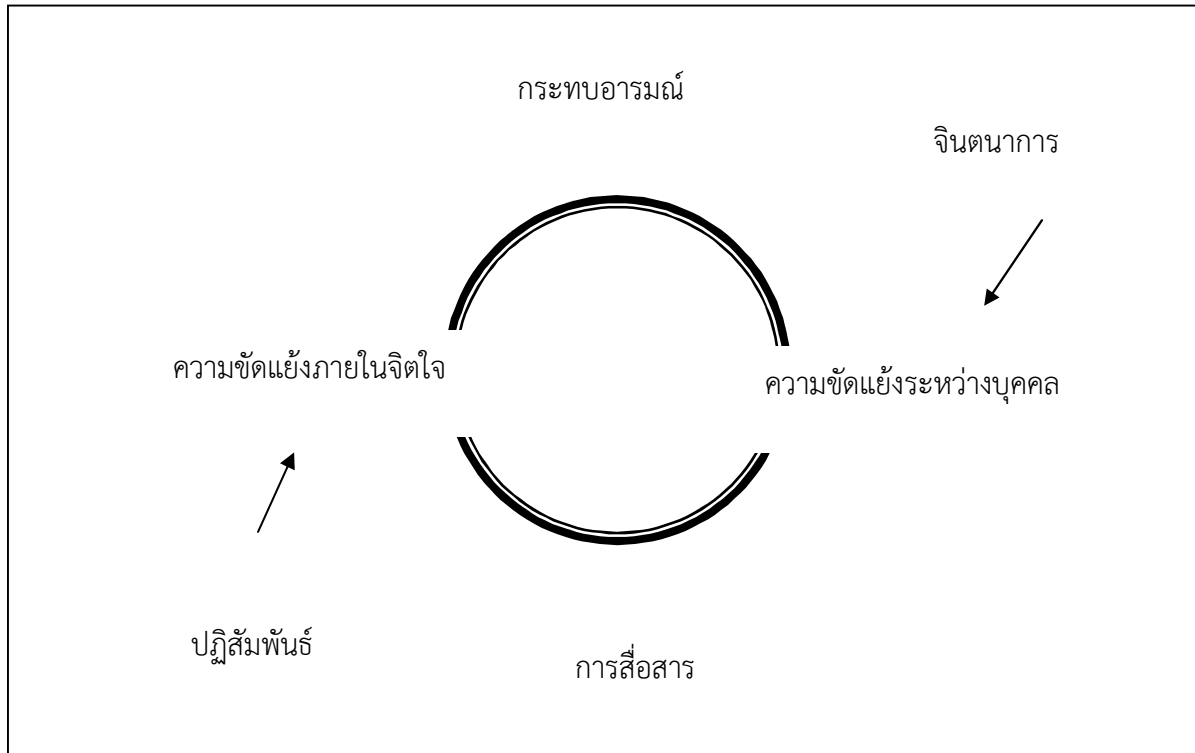 กระทบอารมณ์
จินตนาการ
ความขัดแย้งภายในจิตใจ
ความขัดแย้งระหว่างบุคคล
ปฏิสัมพันธ์
การสื่อสาร